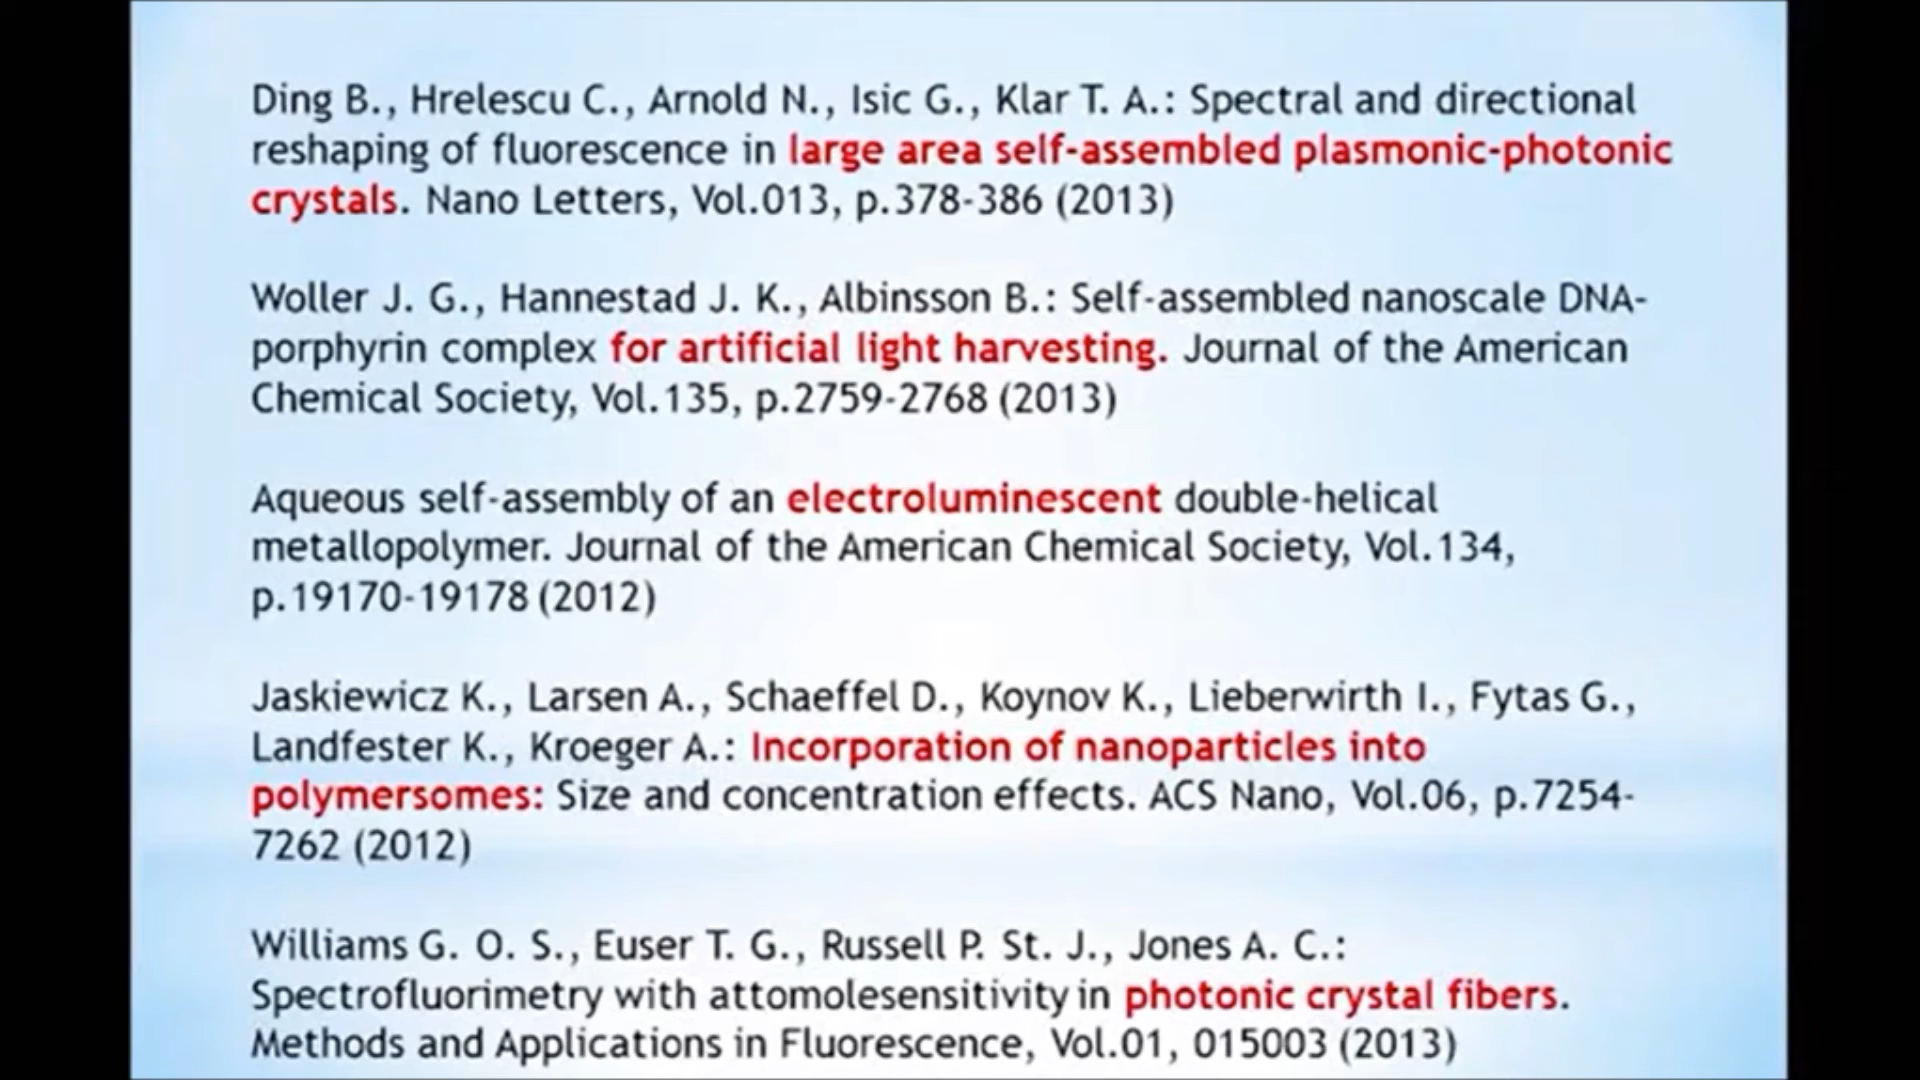 Ding B., Hrelescu C., Arnold N., Isic G., Klar T. A.: Spectral and directional
reshaping of fluorescence in large area self-assembled plasmonic-photonic
crystals. Nano Letters, Vol.013, p.378-386 (2013)
Woller J. G., Hannestad J. K., Albinsson B.: Self-assembled nanoscale DNA-
porphyrin complex for artificial light harvesting. Journal of the American
Chemical Society, Vol.135, p.2759-2768 (2013)
Aqueous self-assembly of an electroluminescent double-helical
metallopolymer. Journal of the American Chemical Society, Vol.134,
p.19170-19178 (2012)
Jaskiewicz K., Larsen A., Schaeffel D., Koynov K., Lieberwirth I., Fytas G.,
Landfester K., Kroeger A.: Incorporation of nanoparticles into
polymersomes: Size and concentration effects. ACS Nano, Vol.06, p.7254-
7262 (2012)
Williams G. O. S., Euser T. G., Russell P. St. J., Jones A. C.:
Spectrofluorimetry with attomolesensitivity in photonic crystal fibers.
Methods and Applications in Fluorescence, Vol.01, 015003 (2013)